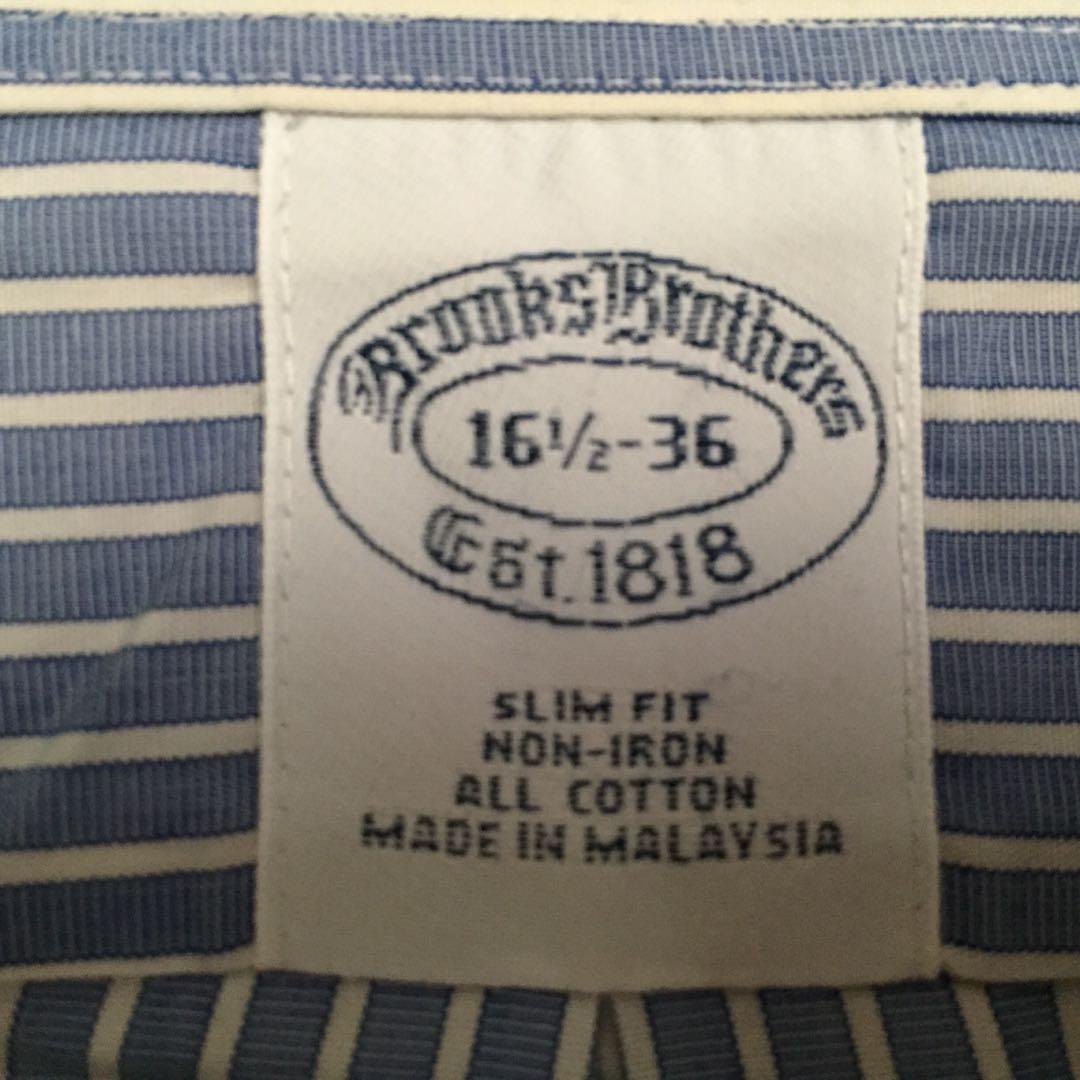 Brooks Brothers
16½-36
Est. 1818
SLIM FIT
NON-IRON
ALL COTTON
MADE IN MALAYSIA